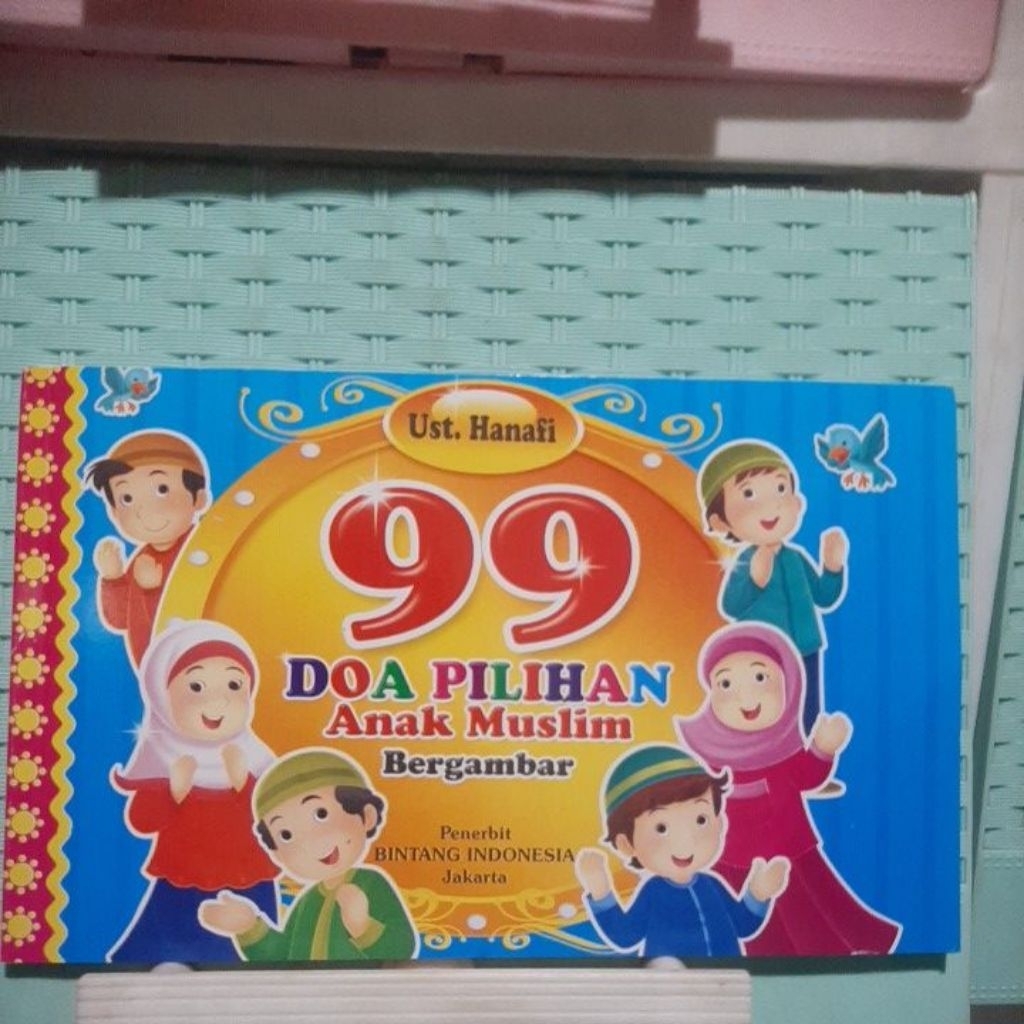 Ust. Hanafi
99
DOA PILIHAN
Anak Muslim
Bergambar
Penerbit
BINTANG INDONESIA
Jakarta